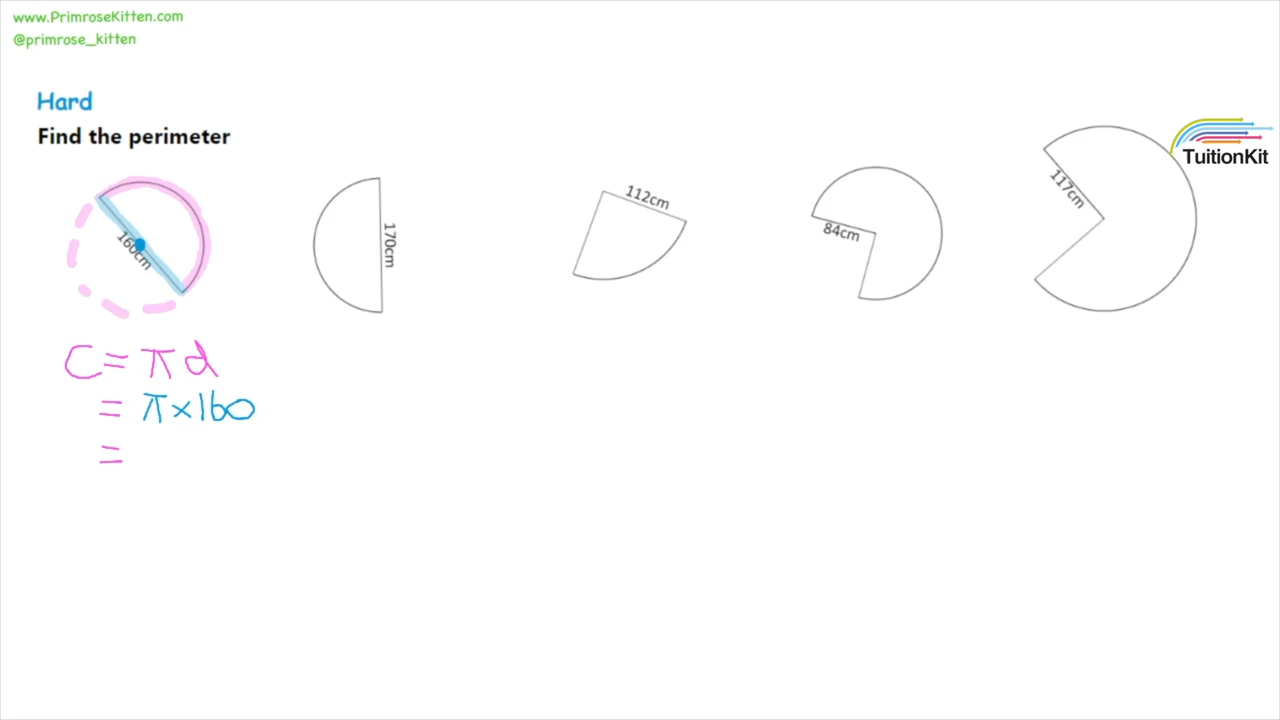 www.PrimroseKitten.com
@primrose_kitten
Hard
Find the perimeter
TuitionKit
160cm
170cm
112cm
84cm
117cm
C = πd
= π×160
=